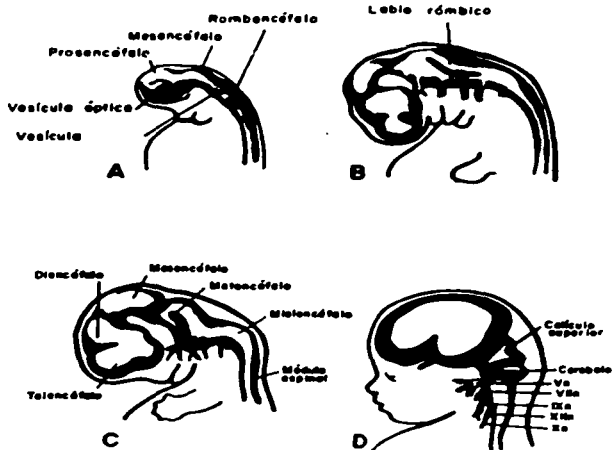 Rombencéfalo
Mesencéfalo
Prosencéfalo
Vesícula óptica
Vesícula
A
Labio rómbico
B
Diencéfalo
Mesencéfalo
Metencéfalo
Mielencéfalo
Médula
espinal
Telencéfalo
C
Colículo
superior
Cerebelo
Vn
VIIn
IXn
XIIn
Xn
D